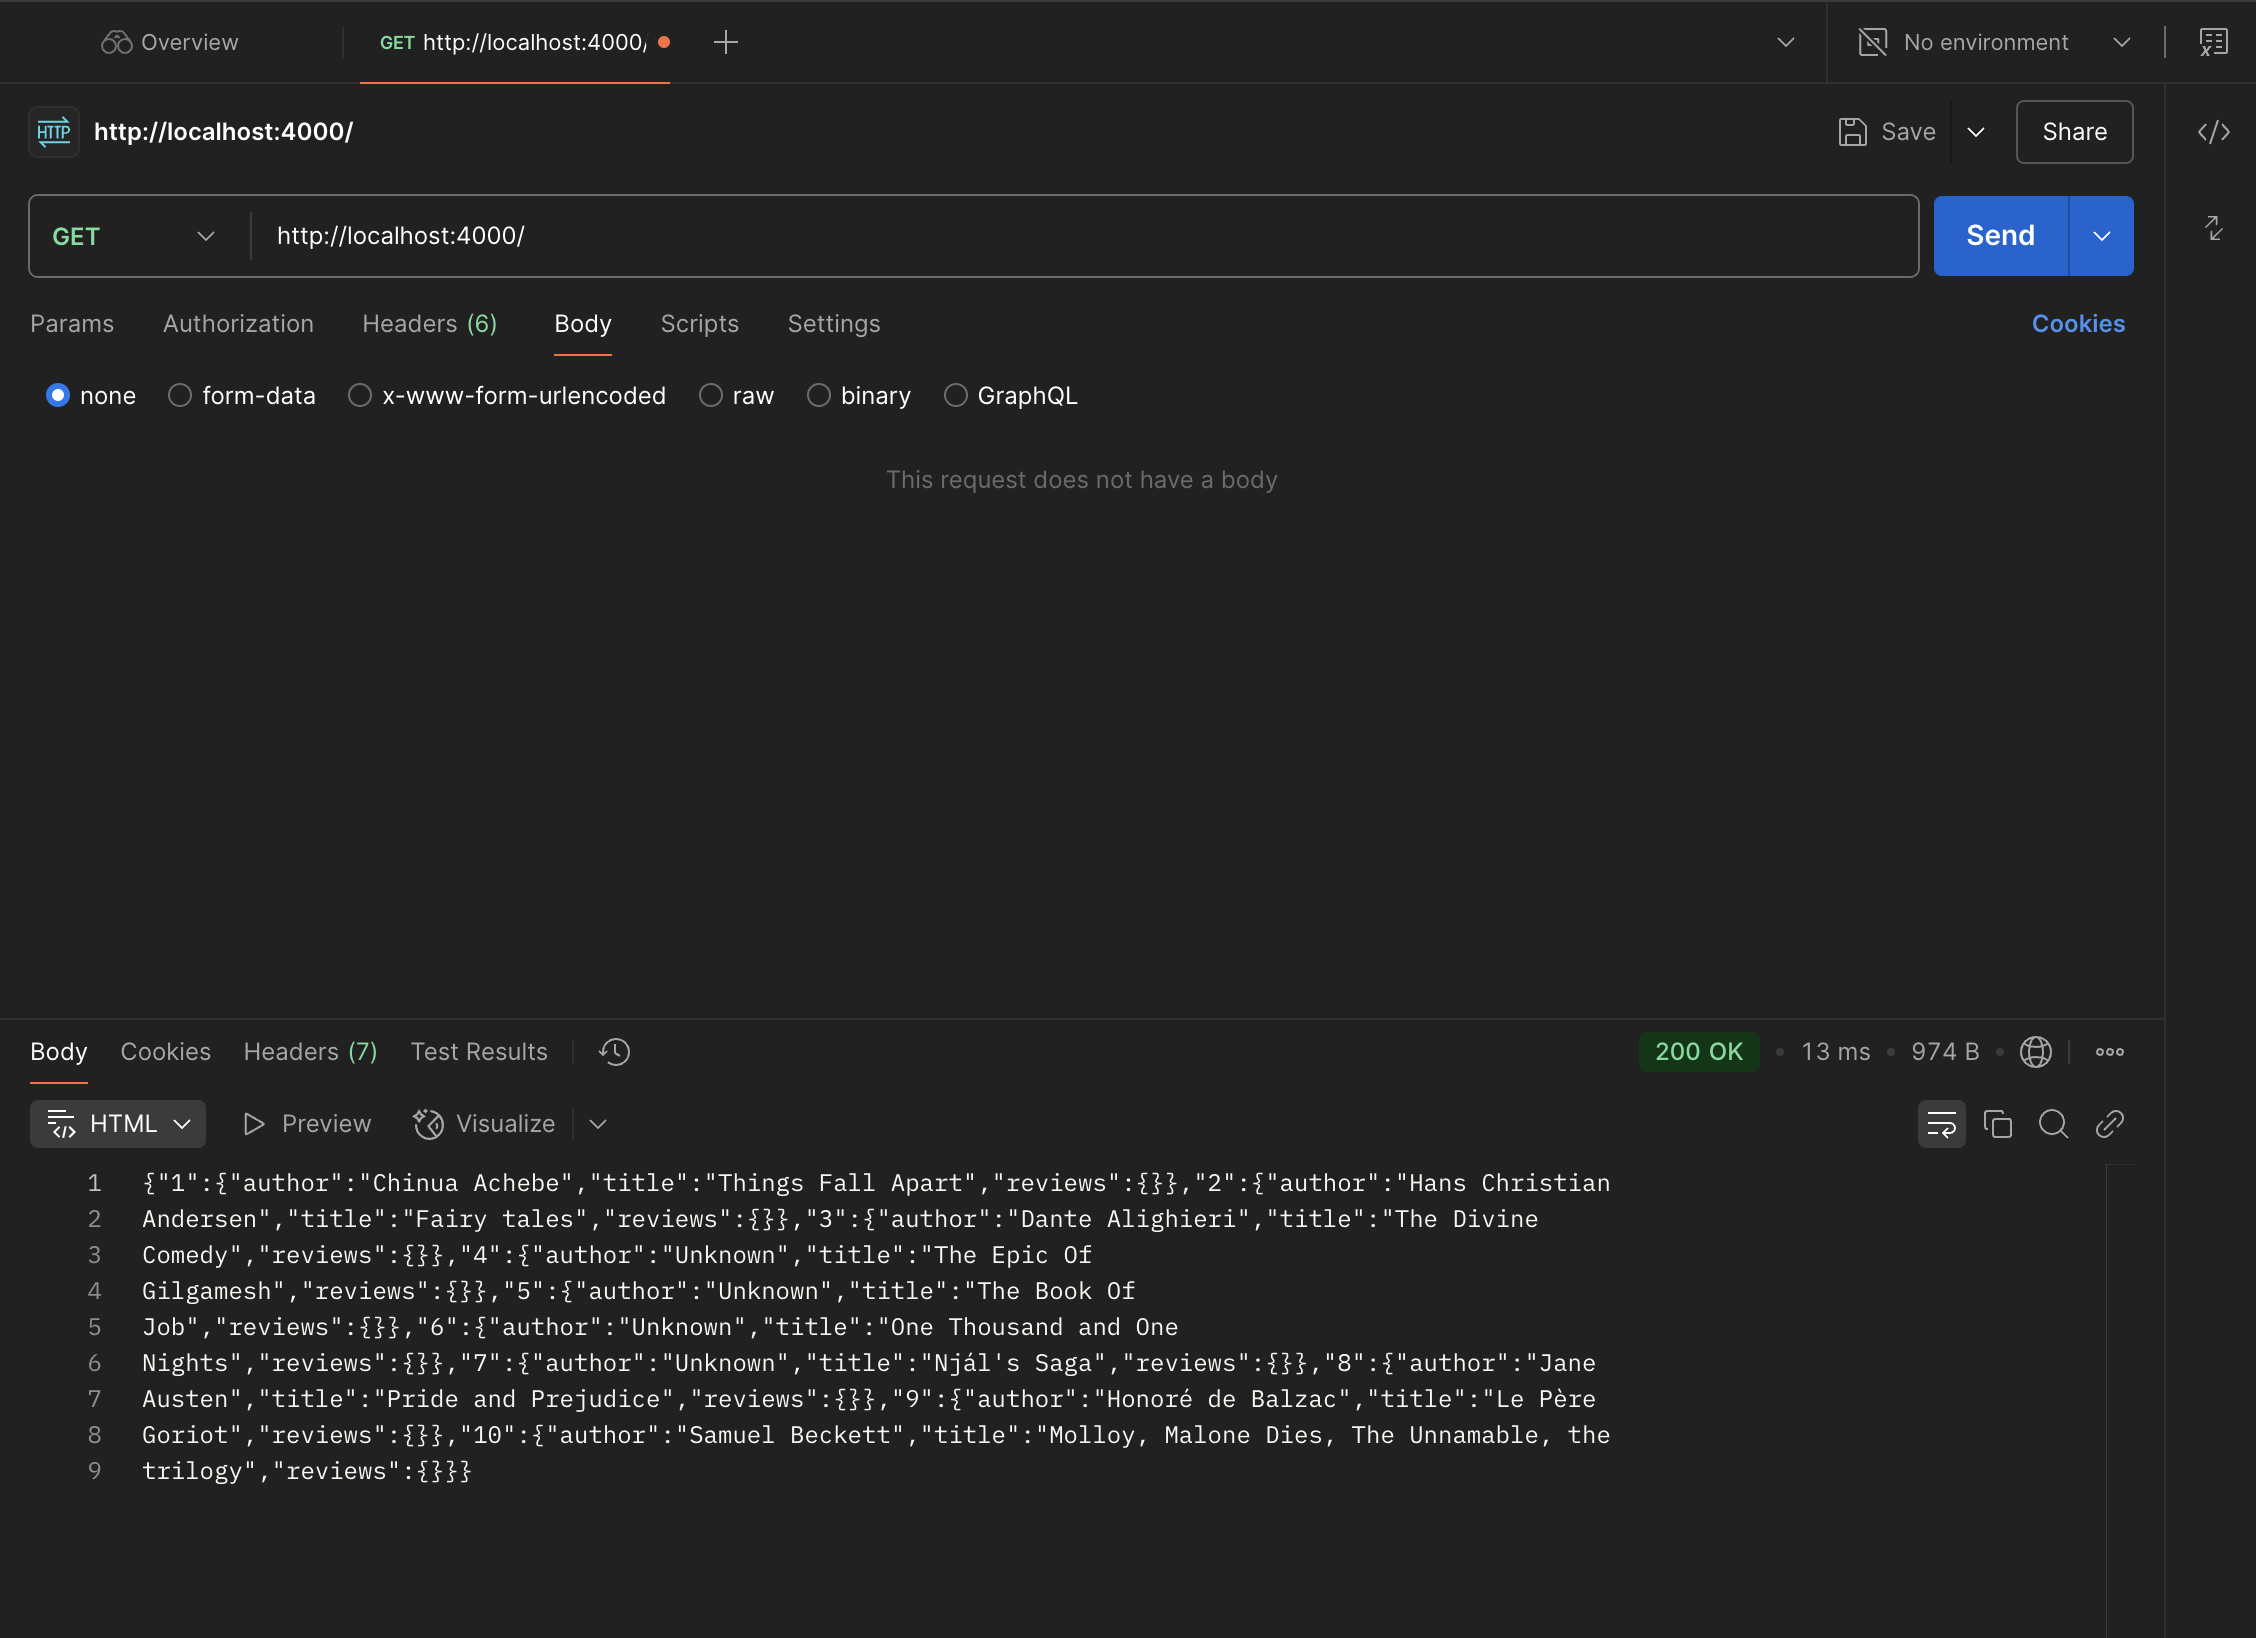 Overview
GET http://localhost:4000/
No environment
HTTP http://localhost:4000/
Save
Share
GET http://localhost:4000/
Send
Params Authorization Headers (6) Body Scripts Settings
Cookies
none form-data x-www-form-urlencoded raw binary GraphQL
This request does not have a body
Body Cookies Headers (7) Test Results
200 OK • 13 ms • 974 B
HTML Preview Visualize
1 {"1":{"author":"Chinua Achebe","title":"Things Fall Apart","reviews":{}},"2":{"author":"Hans Christian
2 Andersen","title":"Fairy tales","reviews":{}},"3":{"author":"Dante Alighieri","title":"The Divine
3 Comedy","reviews":{}},"4":{"author":"Unknown","title":"The Epic Of
4 Gilgamesh","reviews":{}},"5":{"author":"Unknown","title":"The Book Of
5 Job","reviews":{}},"6":{"author":"Unknown","title":"One Thousand and One
6 Nights","reviews":{}},"7":{"author":"Unknown","title":"Njál's Saga","reviews":{}},"8":{"author":"Jane
7 Austen","title":"Pride and Prejudice","reviews":{}},"9":{"author":"Honoré de Balzac","title":"Le Père
8 Goriot","reviews":{}},"10":{"author":"Samuel Beckett","title":"Molloy, Malone Dies, The Unnamable, the
9 trilogy","reviews":{}}}